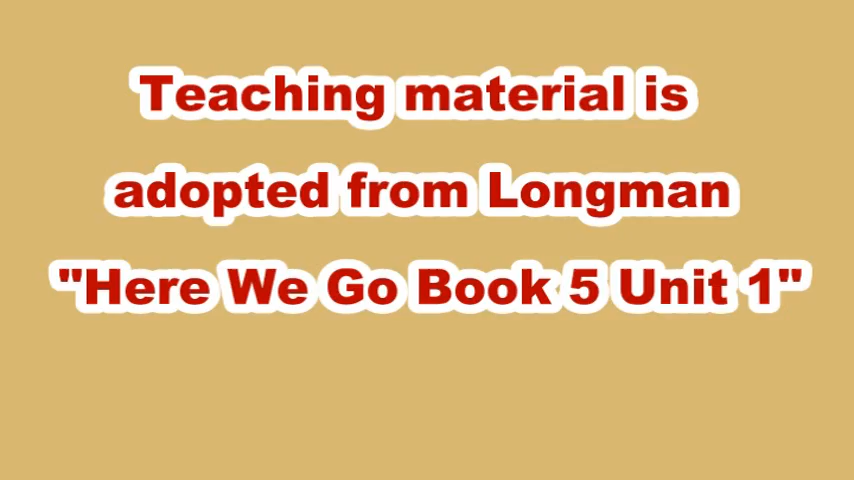 Teaching material is
adopted from Longman
"Here We Go Book 5 Unit 1"